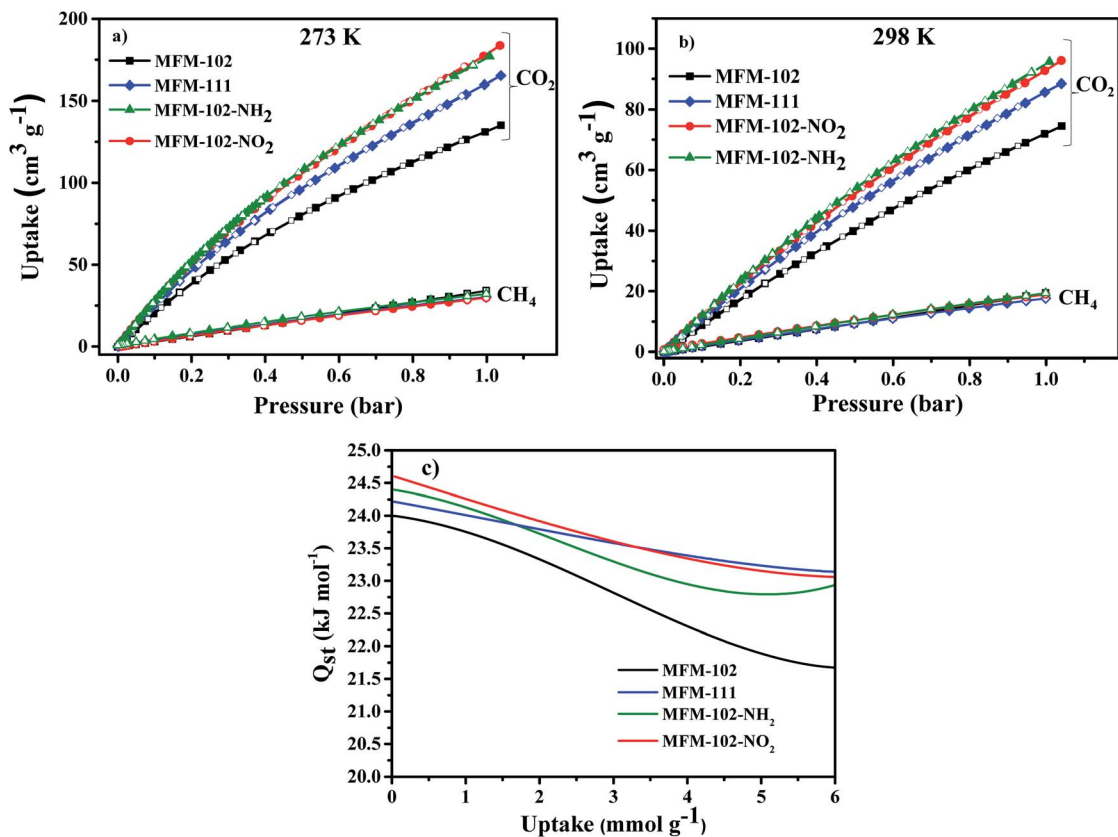 a)
273 K
MFM-102
MFM-111
MFM-102-NH2
MFM-102-NO2
CO2
CH4
200
150
100
50
0
Uptake (cm3 g-1)
0.0 0.2 0.4 0.6 0.8 1.0
Pressure (bar)
b)
298 K
MFM-102
MFM-111
MFM-102-NO2
MFM-102-NH2
CO2
CH4
100
80
60
40
20
0
Uptake (cm3 g-1)
0.0 0.2 0.4 0.6 0.8 1.0
Pressure (bar)
c)
25.0
24.5
24.0
23.5
23.0
22.5
22.0
21.5
21.0
20.5
20.0
Qst (kJ mol-1)
MFM-102
MFM-111
MFM-102-NH2
MFM-102-NO2
0 1 2 3 4 5 6
Uptake (mmol g-1)